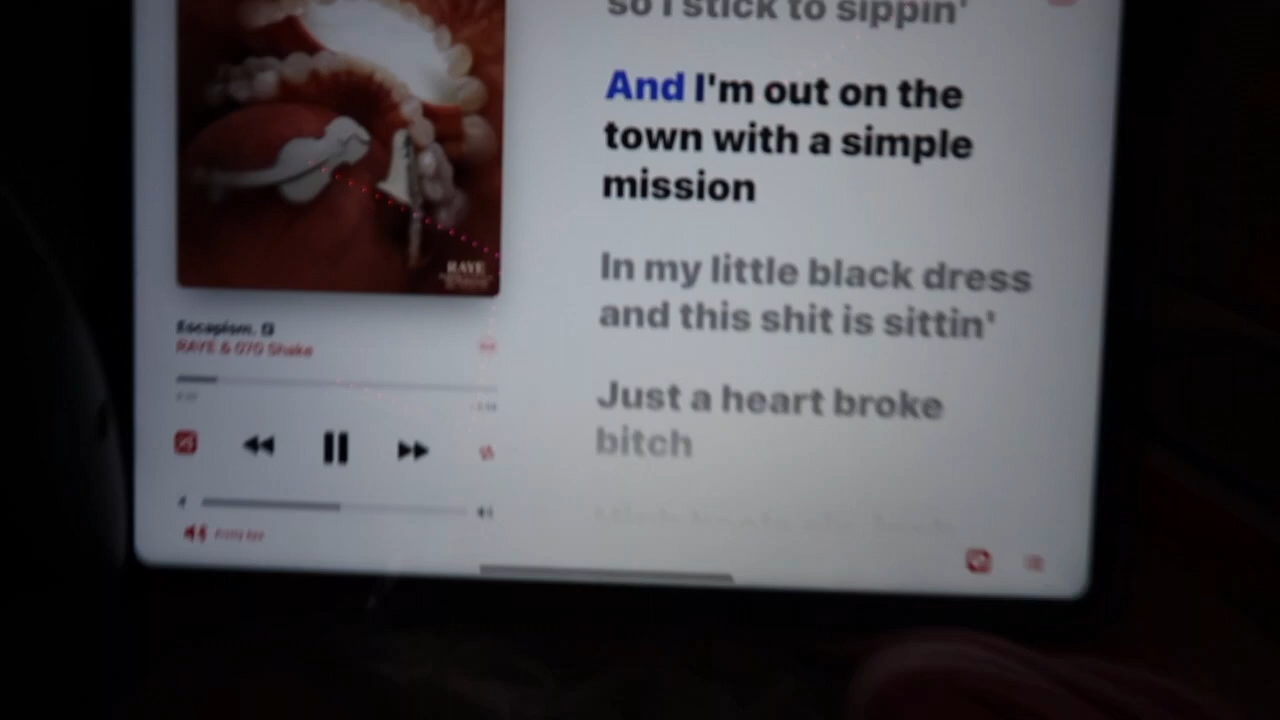 so I stick to sippin'
And I'm out on the
town with a simple
mission
In my little black dress
and this shit is sittin'
Just a heart broke
bitch
RAYE
Escapism. E
RAYE & 070 Shake